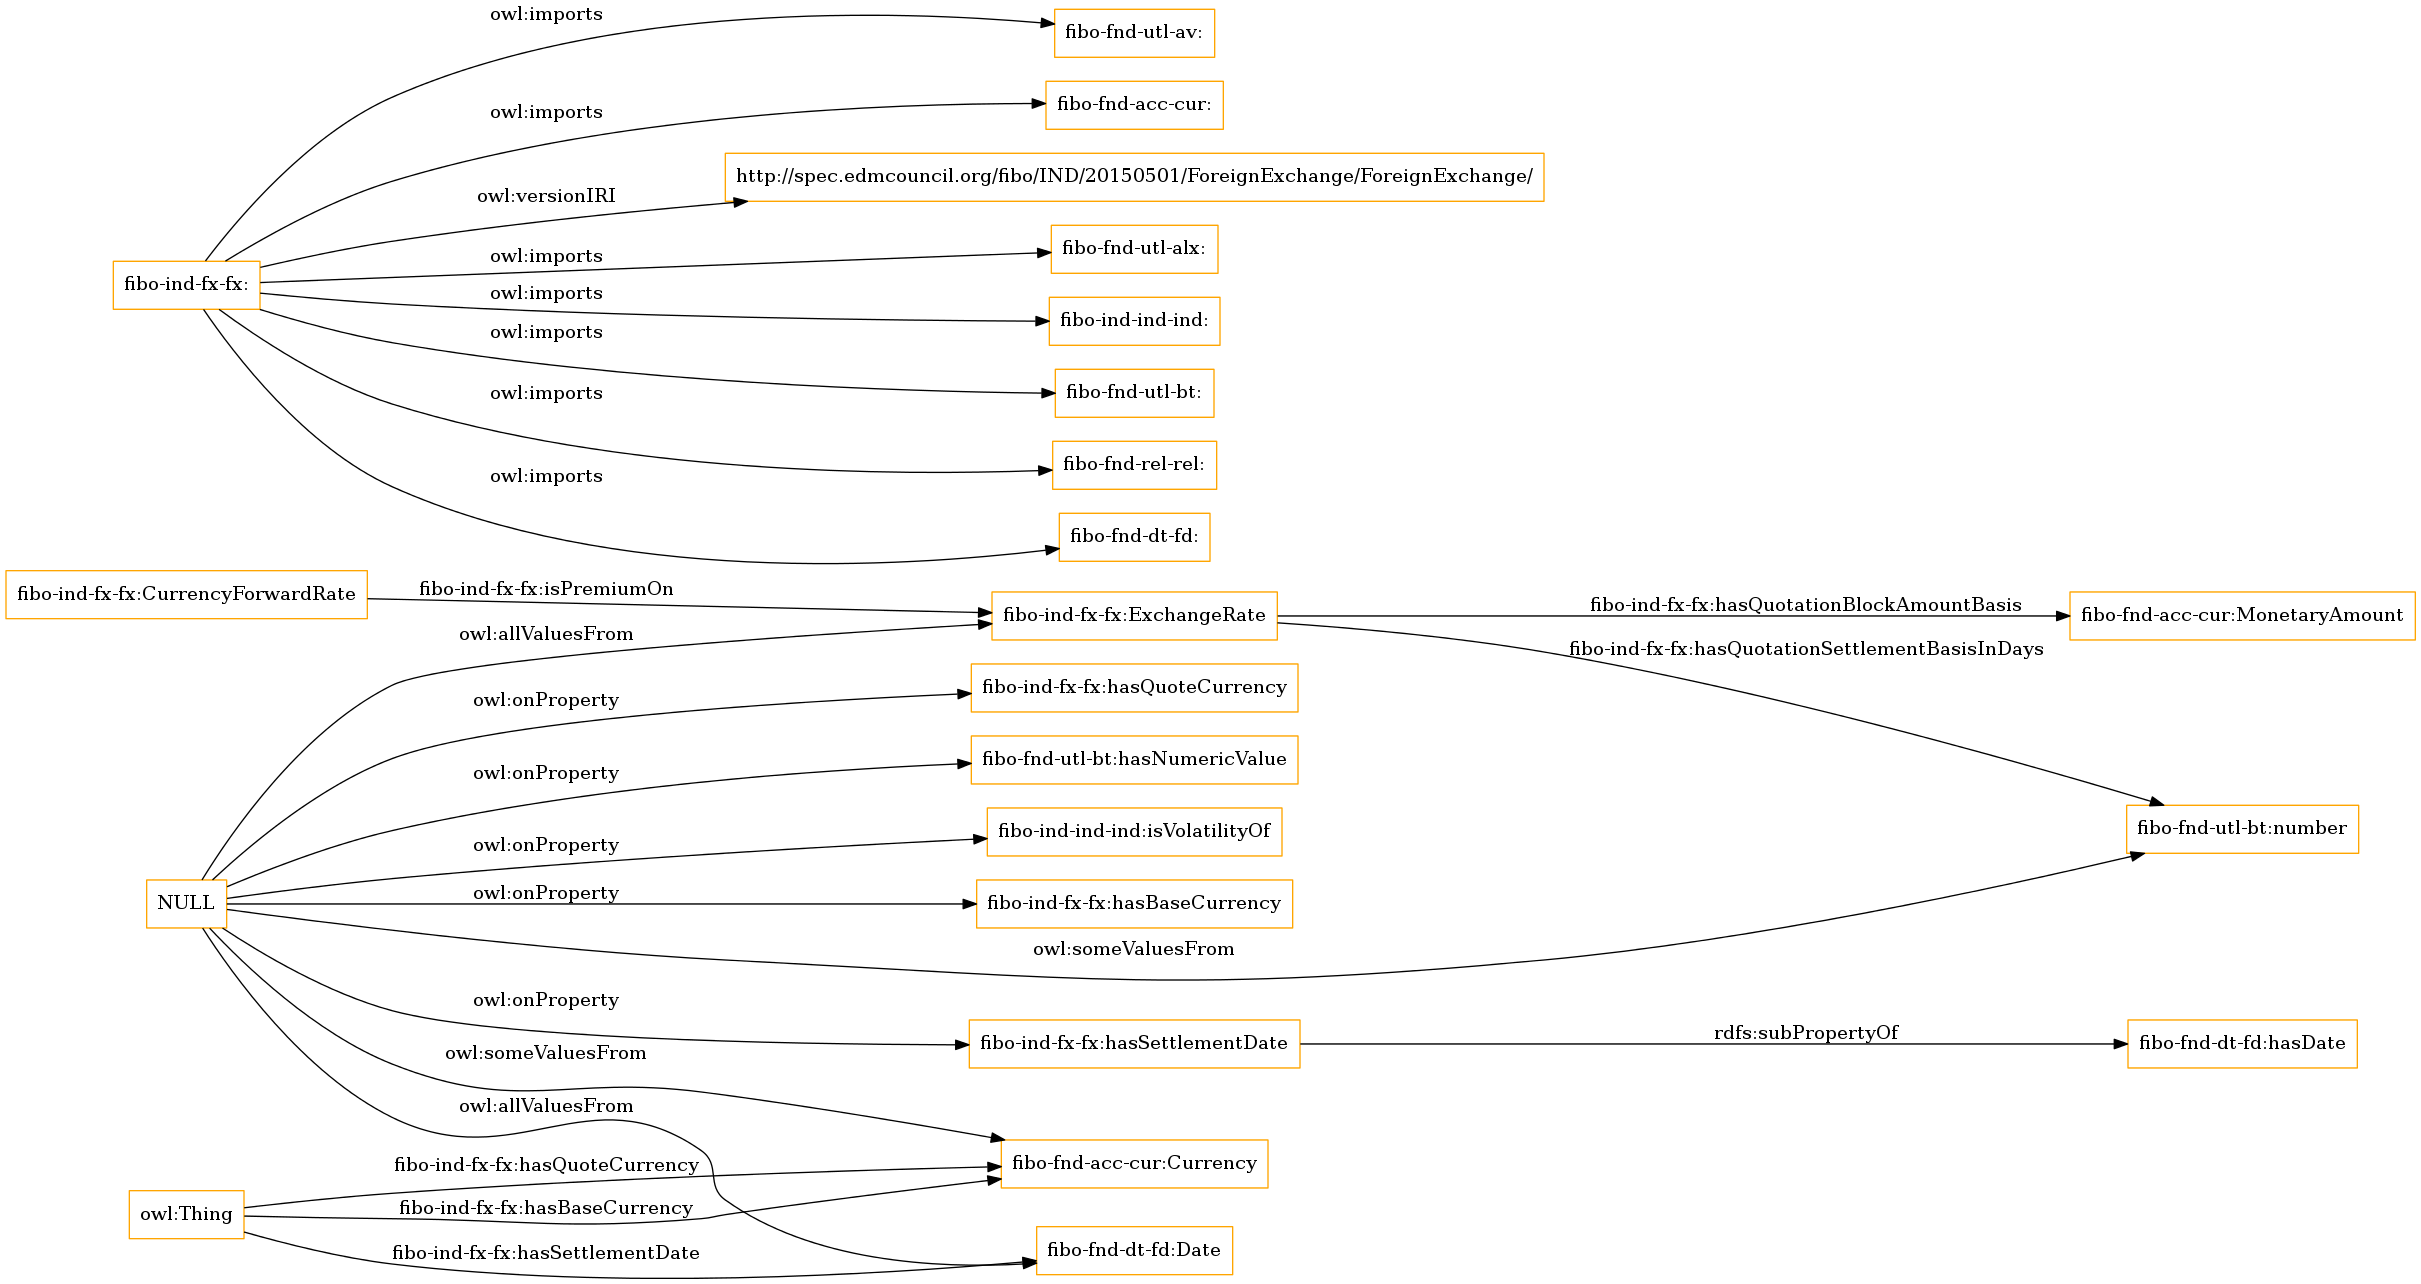 owl:imports
fibo-fnd-utl-av:
owl:imports
fibo-fnd-acc-cur:
owl:versionIRI
http://spec.edmcouncil.org/fibo/IND/20150501/ForeignExchange/ForeignExchange/
owl:imports
fibo-fnd-utl-alx:
fibo-ind-fx-fx:
owl:imports
fibo-ind-ind-ind:
owl:imports
fibo-fnd-utl-bt:
owl:imports
fibo-fnd-rel-rel:
owl:imports
fibo-fnd-dt-fd:
fibo-ind-fx-fx:CurrencyForwardRate
fibo-ind-fx-fx:isPremiumOn
fibo-ind-fx-fx:ExchangeRate
fibo-ind-fx-fx:hasQuotationBlockAmountBasis
fibo-fnd-acc-cur:MonetaryAmount
owl:allValuesFrom
fibo-ind-fx-fx:hasQuotationSettlementBasisInDays
owl:onProperty
fibo-ind-fx-fx:hasQuoteCurrency
owl:onProperty
fibo-fnd-utl-bt:hasNumericValue
owl:onProperty
fibo-ind-ind-ind:isVolatilityOf
fibo-fnd-utl-bt:number
NULL
owl:onProperty
fibo-ind-fx-fx:hasBaseCurrency
owl:someValuesFrom
owl:onProperty
fibo-ind-fx-fx:hasSettlementDate
rdfs:subPropertyOf
fibo-fnd-dt-fd:hasDate
owl:someValuesFrom
owl:allValuesFrom
fibo-ind-fx-fx:hasQuoteCurrency
fibo-fnd-acc-cur:Currency
owl:Thing
fibo-ind-fx-fx:hasBaseCurrency
fibo-ind-fx-fx:hasSettlementDate
fibo-fnd-dt-fd:Date